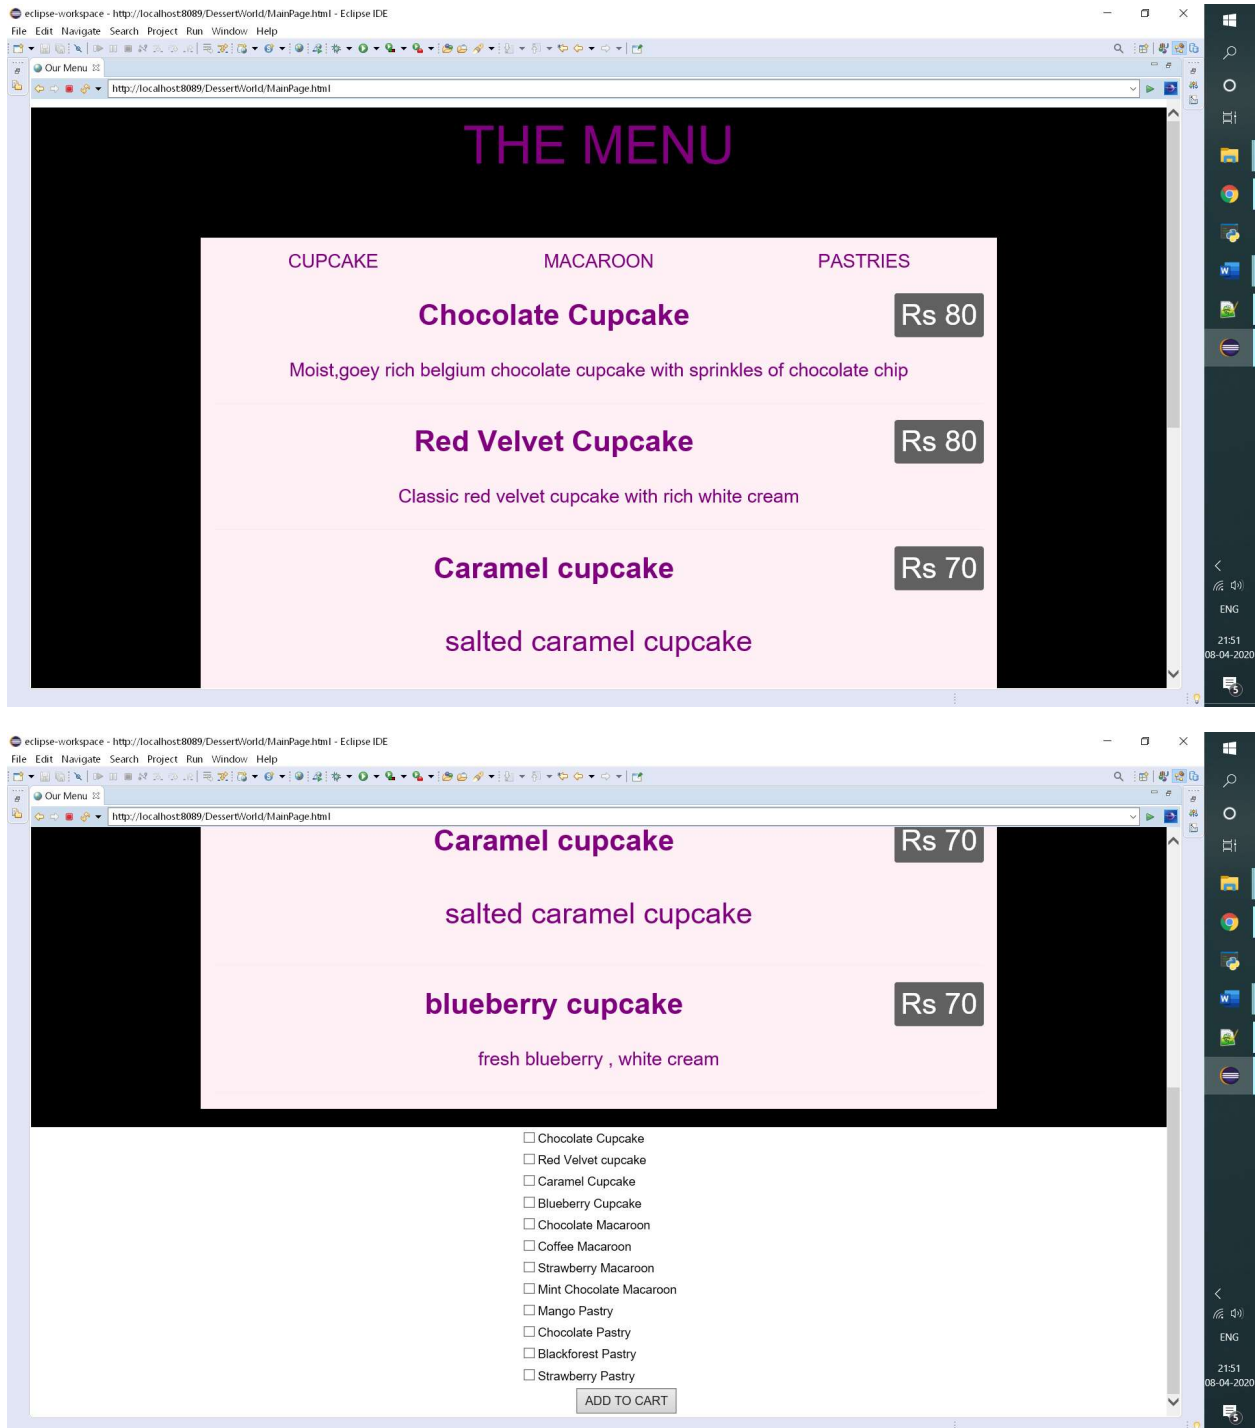 eclipse-workspace - http://localhost:8089/DessertWorld/MainPage.html - Eclipse IDE
File Edit Navigate Search Project Run Window Help
Our Menu
http://localhost:8089/DessertWorld/MainPage.html
THE MENU
CUPCAKE MACAROON PASTRIES
Chocolate Cupcake Rs 80
Moist,goey rich belgium chocolate cupcake with sprinkles of chocolate chip
Red Velvet Cupcake Rs 80
Classic red velvet cupcake with rich white cream
Caramel cupcake Rs 70
salted caramel cupcake
ENG
21:51
08-04-2020
5
eclipse-workspace - http://localhost:8089/DessertWorld/MainPage.html - Eclipse IDE
File Edit Navigate Search Project Run Window Help
Our Menu
http://localhost:8089/DessertWorld/MainPage.html
Caramel cupcake Rs 70
salted caramel cupcake
blueberry cupcake Rs 70
fresh blueberry , white cream
Chocolate Cupcake
Red Velvet cupcake
Caramel Cupcake
Blueberry Cupcake
Chocolate Macaroon
Coffee Macaroon
Strawberry Macaroon
Mint Chocolate Macaroon
Mango Pastry
Chocolate Pastry
Blackforest Pastry
Strawberry Pastry
ADD TO CART
ENG
21:51
08-04-2020
5